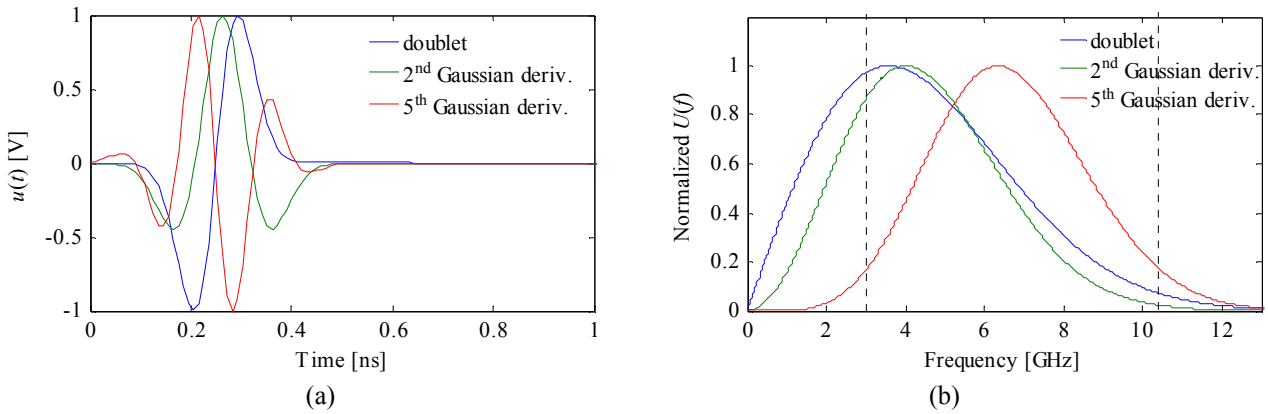 1
0.5
0
-0.5
-1
u(t) [V]
0
0.2
0.4
0.6
0.8
1
Time [ns]
doublet
2nd Gaussian deriv.
5th Gaussian deriv.
(a)
1
0.8
0.6
0.4
0.2
0
Normalized U(f)
0
2
4
6
8
10
12
Frequency [GHz]
doublet
2nd Gaussian deriv.
5th Gaussian deriv.
(b)